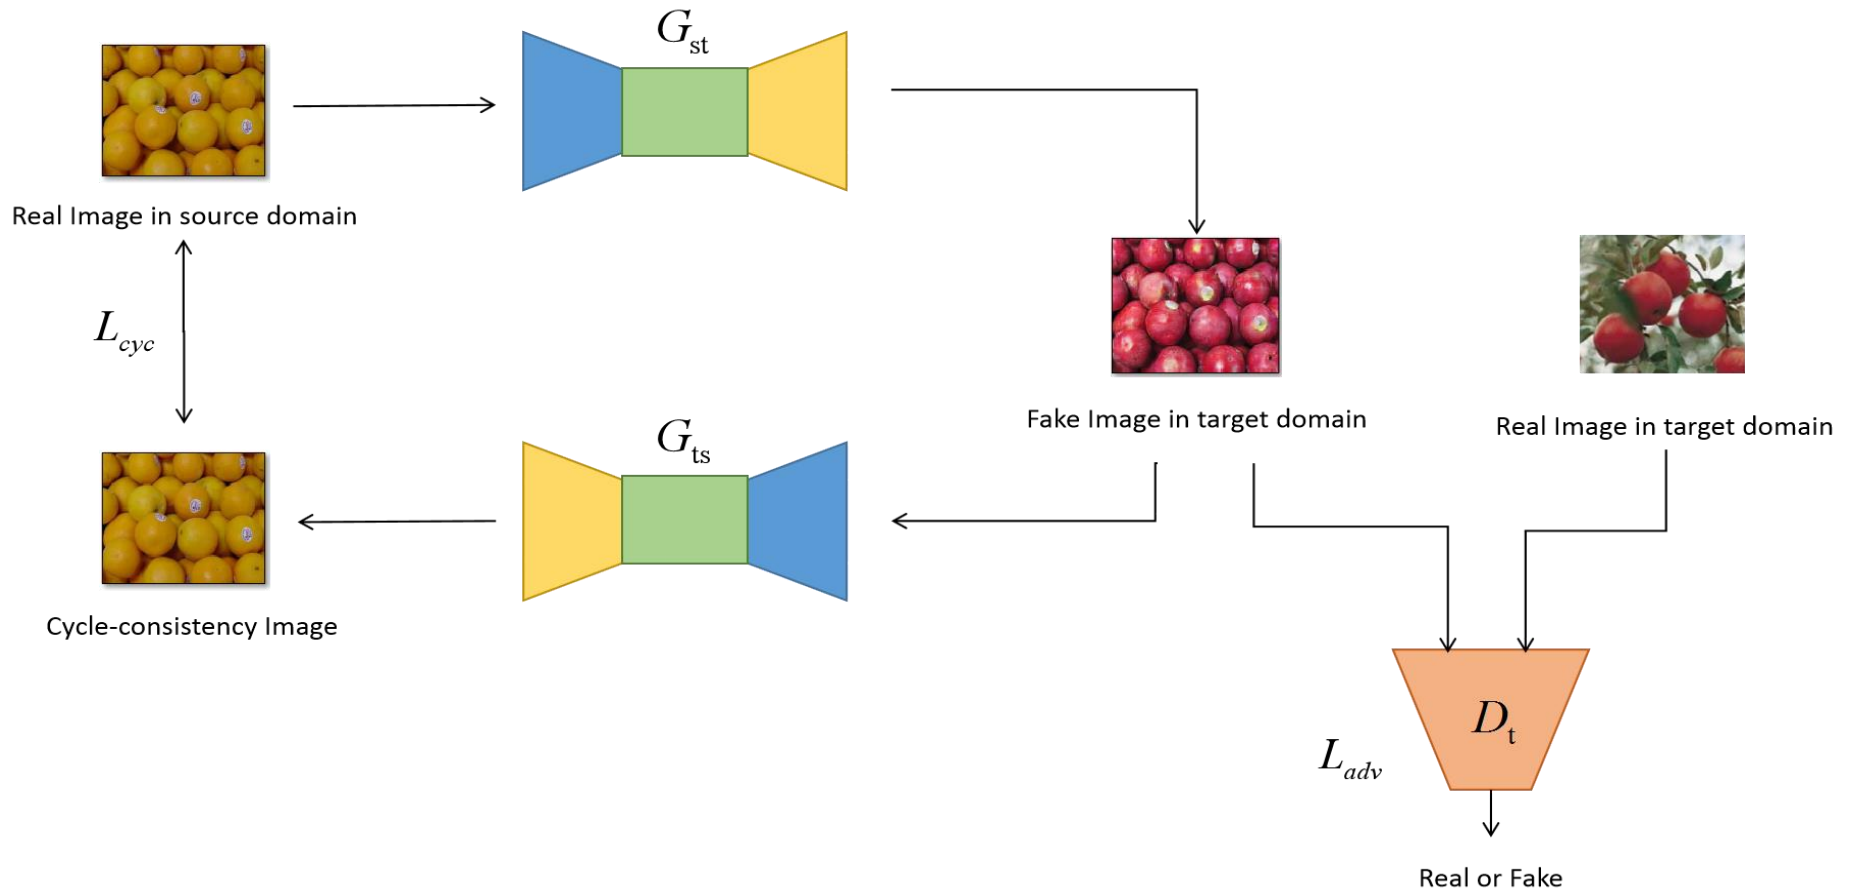 G_st
Real Image in source domain
L_cyc
Fake Image in target domain
Real Image in target domain
G_ts
Cycle-consistency Image
D_t
L_adv
Real or Fake